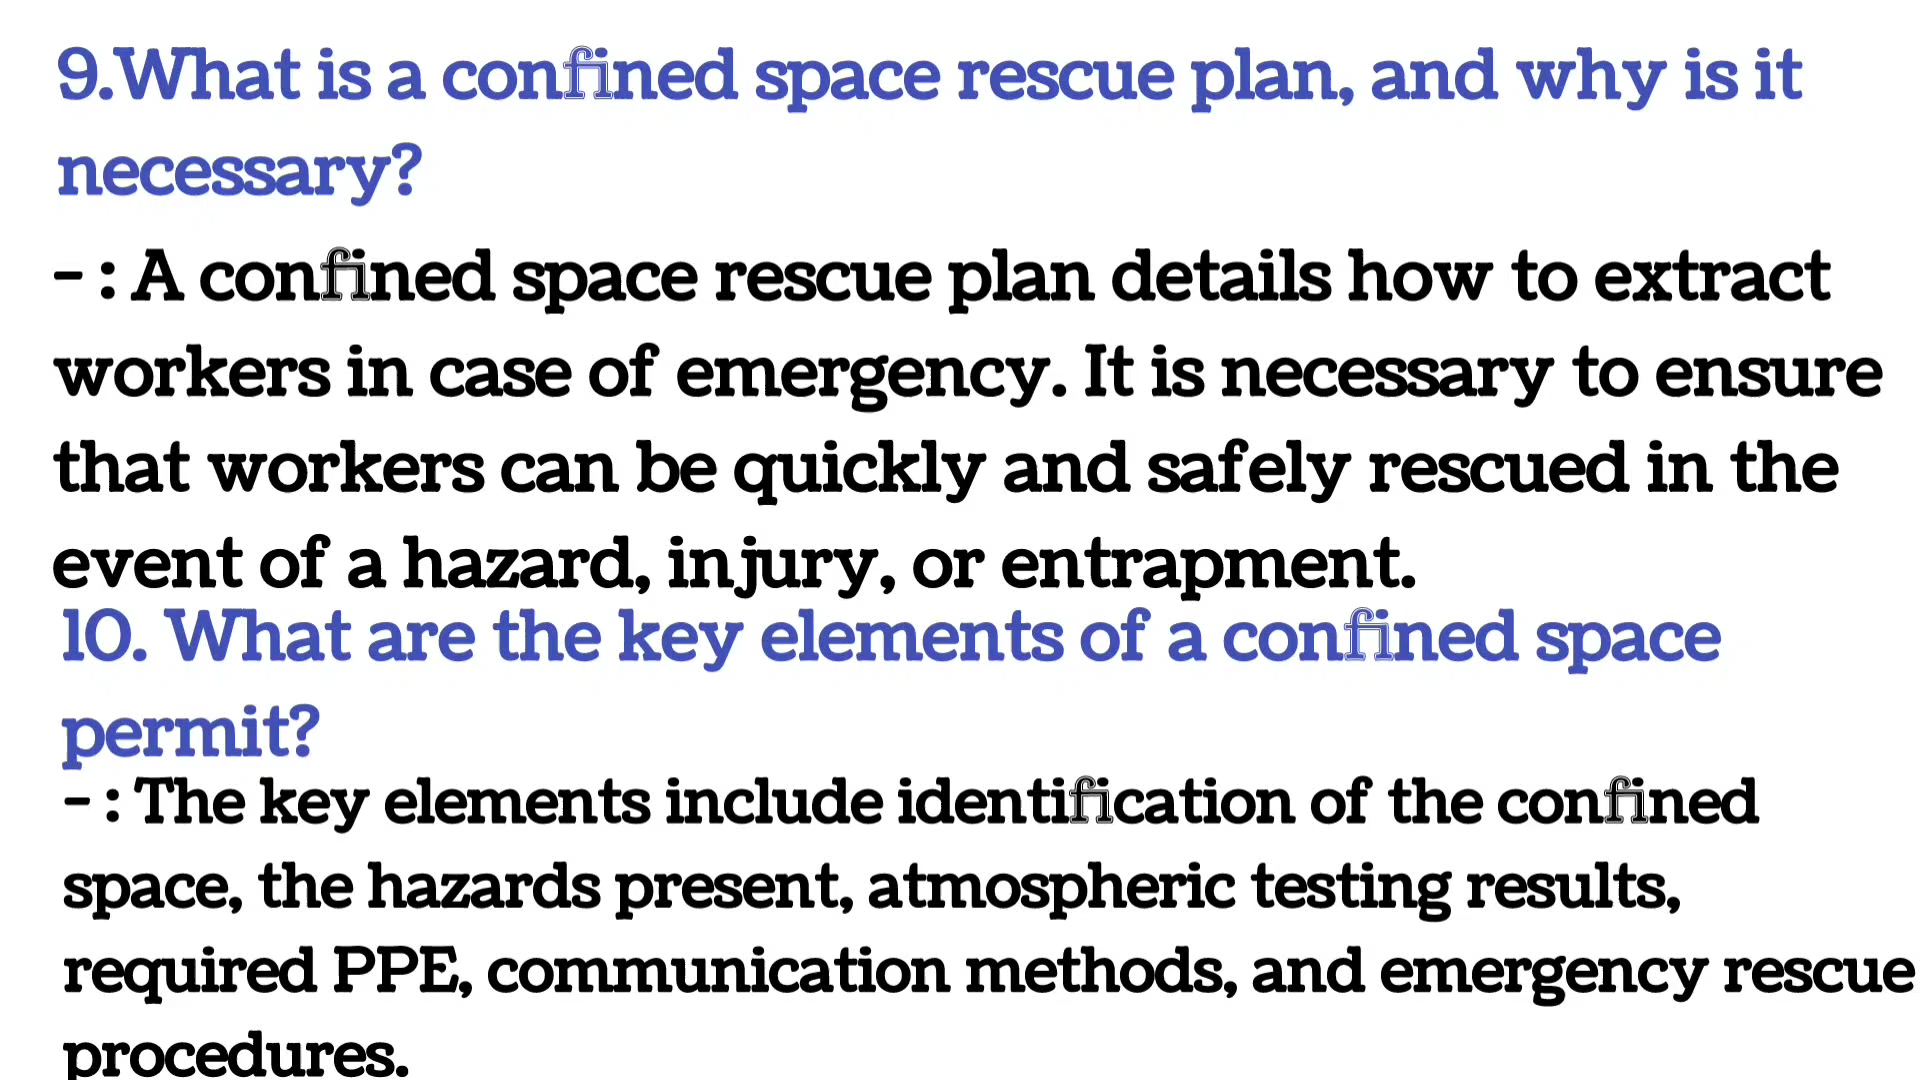 9.What is a confined space rescue plan, and why is it
necessary?
- : A confined space rescue plan details how to extract
workers in case of emergency. It is necessary to ensure
that workers can be quickly and safely rescued in the
event of a hazard, injury, or entrapment.
10. What are the key elements of a confined space
permit?
- : The key elements include identification of the confined
space, the hazards present, atmospheric testing results,
required PPE, communication methods, and emergency rescue
procedures.